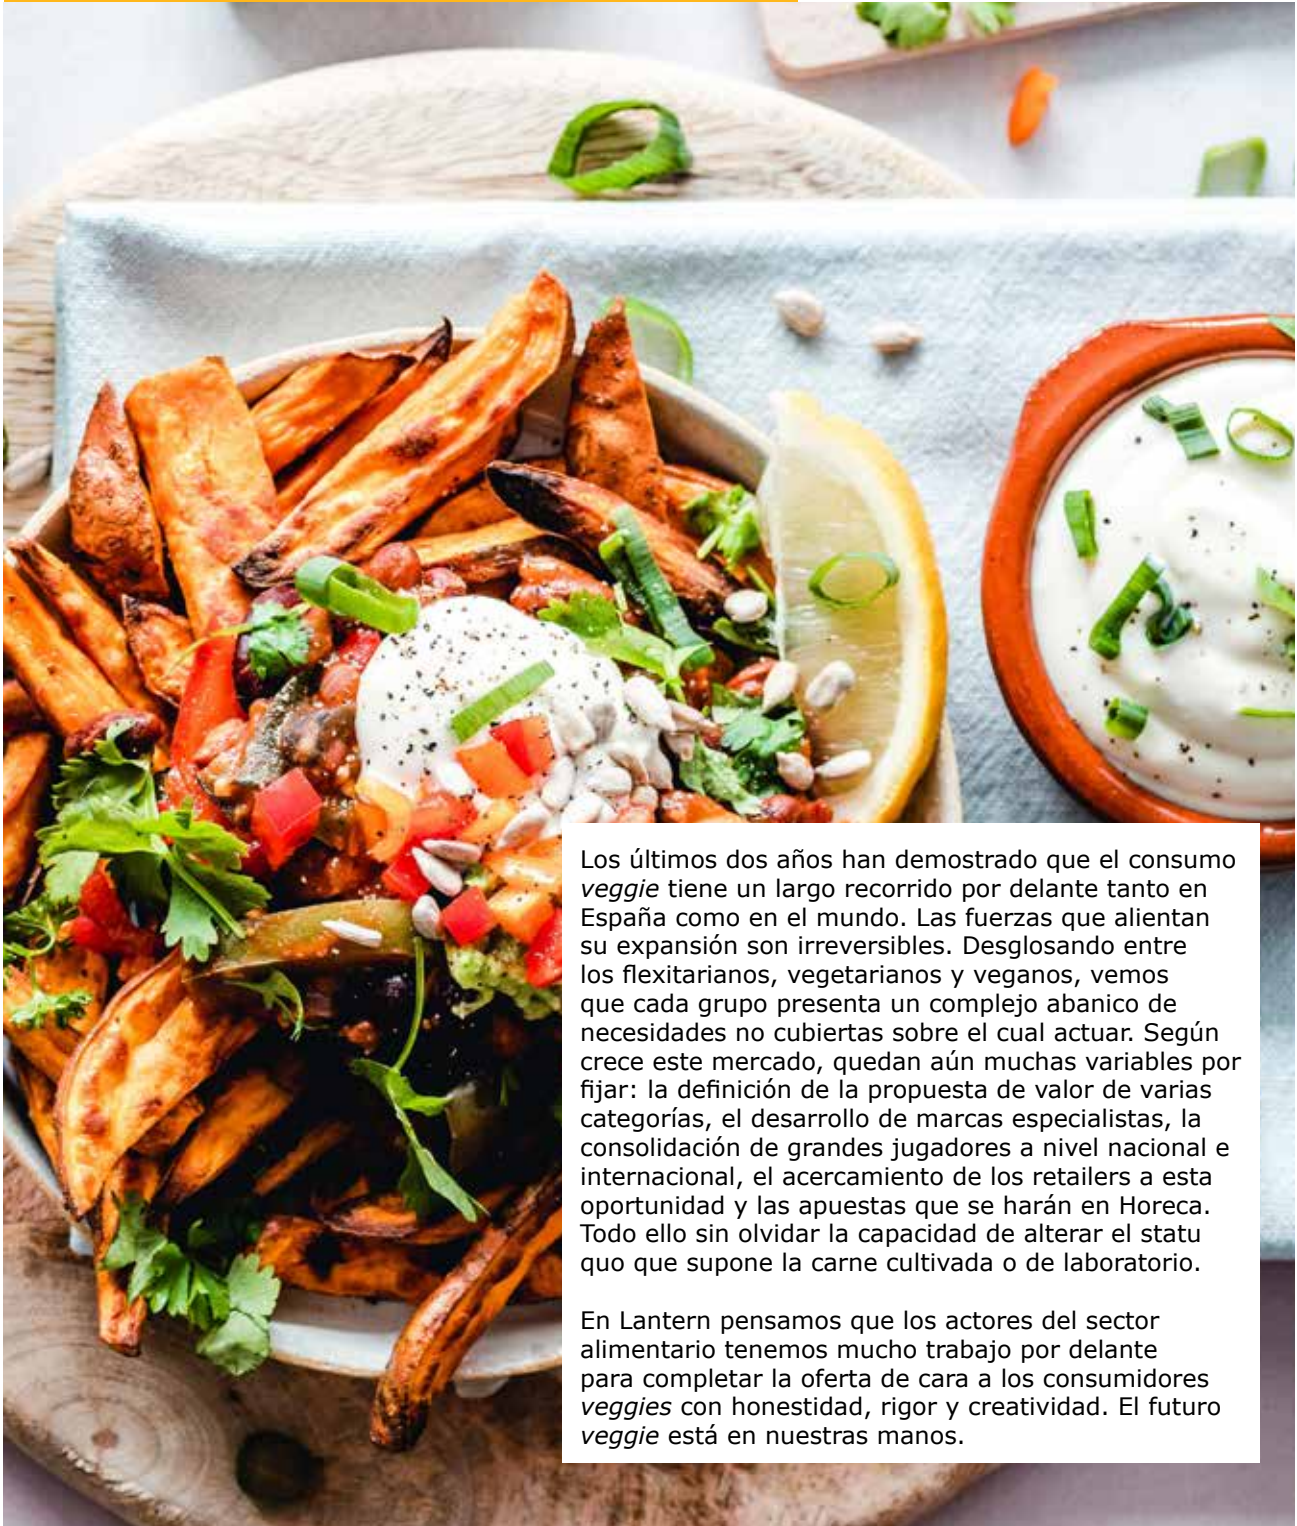 Los últimos dos años han demostrado que el consumo
veggie tiene un largo recorrido por delante tanto en
España como en el mundo. Las fuerzas que alientan
su expansión son irreversibles. Desglosando entre
los flexitarianos, vegetarianos y veganos, vemos
que cada grupo presenta un complejo abanico de
necesidades no cubiertas sobre el cual actuar. Según
crece este mercado, quedan aún muchas variables por
fijar: la definición de la propuesta de valor de varias
categorías, el desarrollo de marcas especialistas, la
consolidación de grandes jugadores a nivel nacional e
internacional, el acercamiento de los retailers a esta
oportunidad y las apuestas que se harán en Horeca.
Todo ello sin olvidar la capacidad de alterar el statu
quo que supone la carne cultivada o de laboratorio.

En Lantern pensamos que los actores del sector
alimentario tenemos mucho trabajo por delante
para completar la oferta de cara a los consumidores
veggies con honestidad, rigor y creatividad. El futuro
veggie está en nuestras manos.